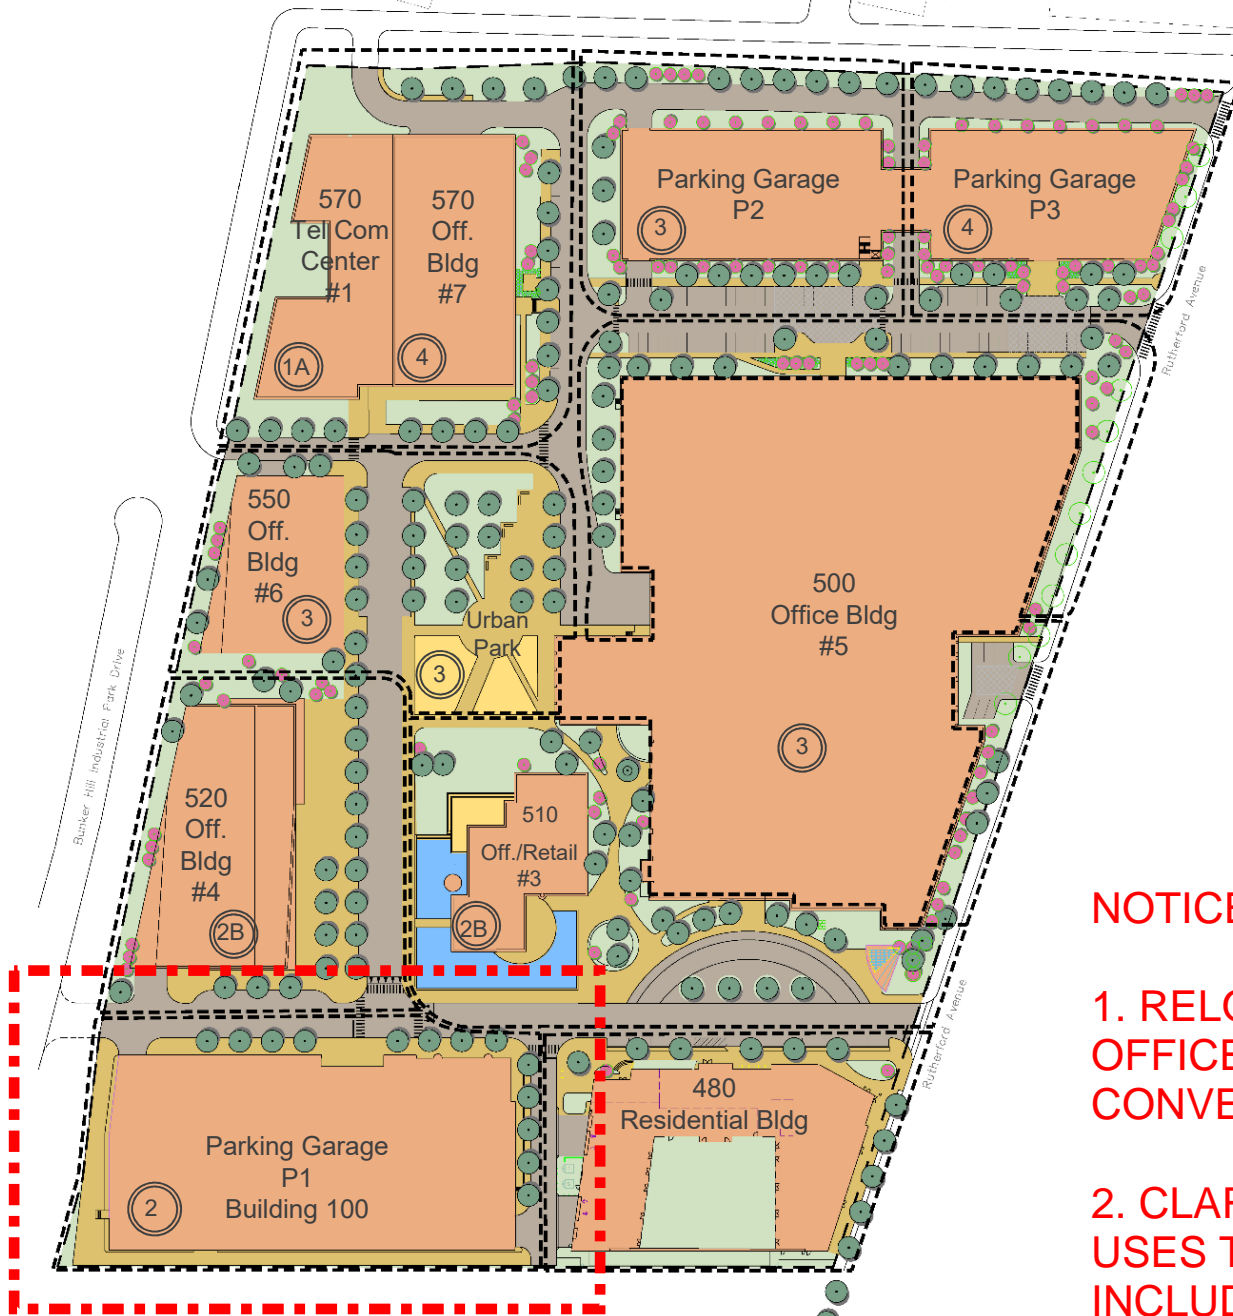 570
Tel Com
Center
#1
1A
570
Off.
Bldg
#7
4
Parking Garage
P2
3
Parking Garage
P3
4
Rutherford Avenue
550
Off.
Bldg
#6
3
Urban
Park
3
500
Office Bldg
#5
3
Bunker Hill Industrial Park Drive
520
Off.
Bldg
#4
2B
510
Off./Retail
#3
2B
Rutherford Avenue
480
Residential Bldg
Parking Garage
P1
Building 100
2
NOTICE
1. RELO
OFFICE
CONVE
2. CLAR
USES T
INCLUD